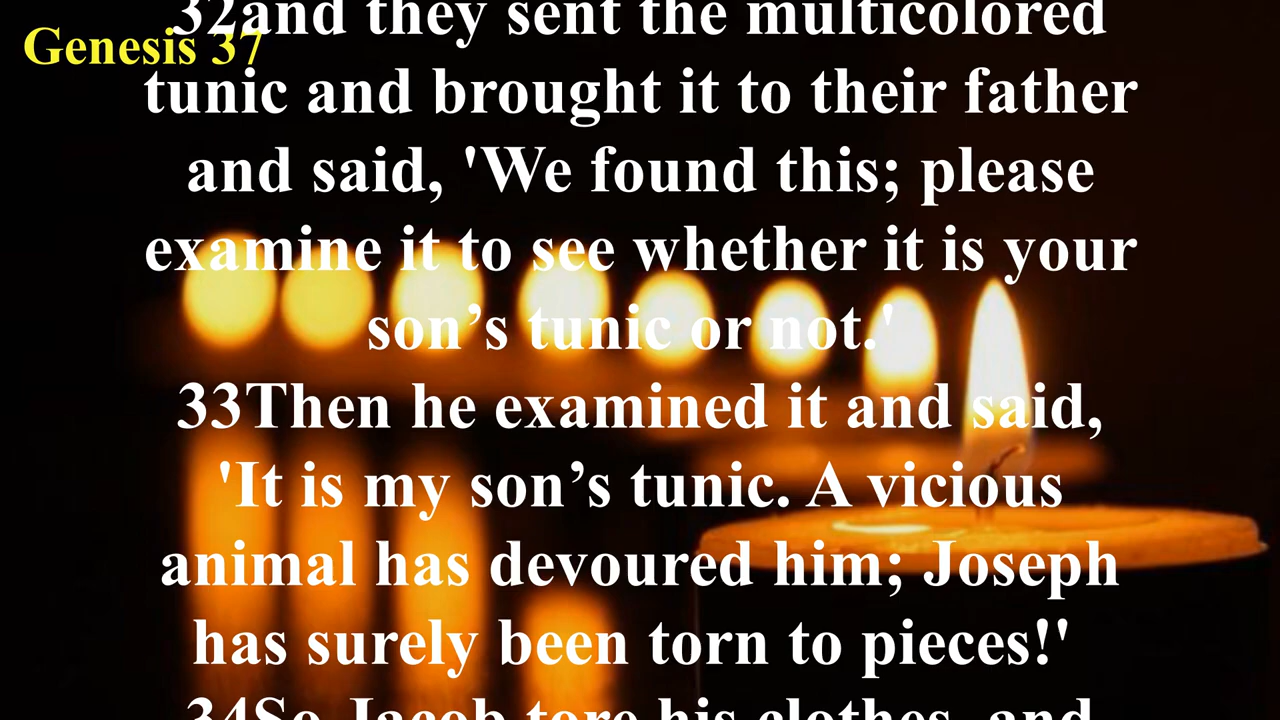 Genesis 37
32and they sent the multicolored
tunic and brought it to their father
and said, 'We found this; please
examine it to see whether it is your
son’s tunic or not.'
33Then he examined it and said,
'It is my son’s tunic. A vicious
animal has devoured him; Joseph
has surely been torn to pieces!'
34So Jacob tore his clothes, and